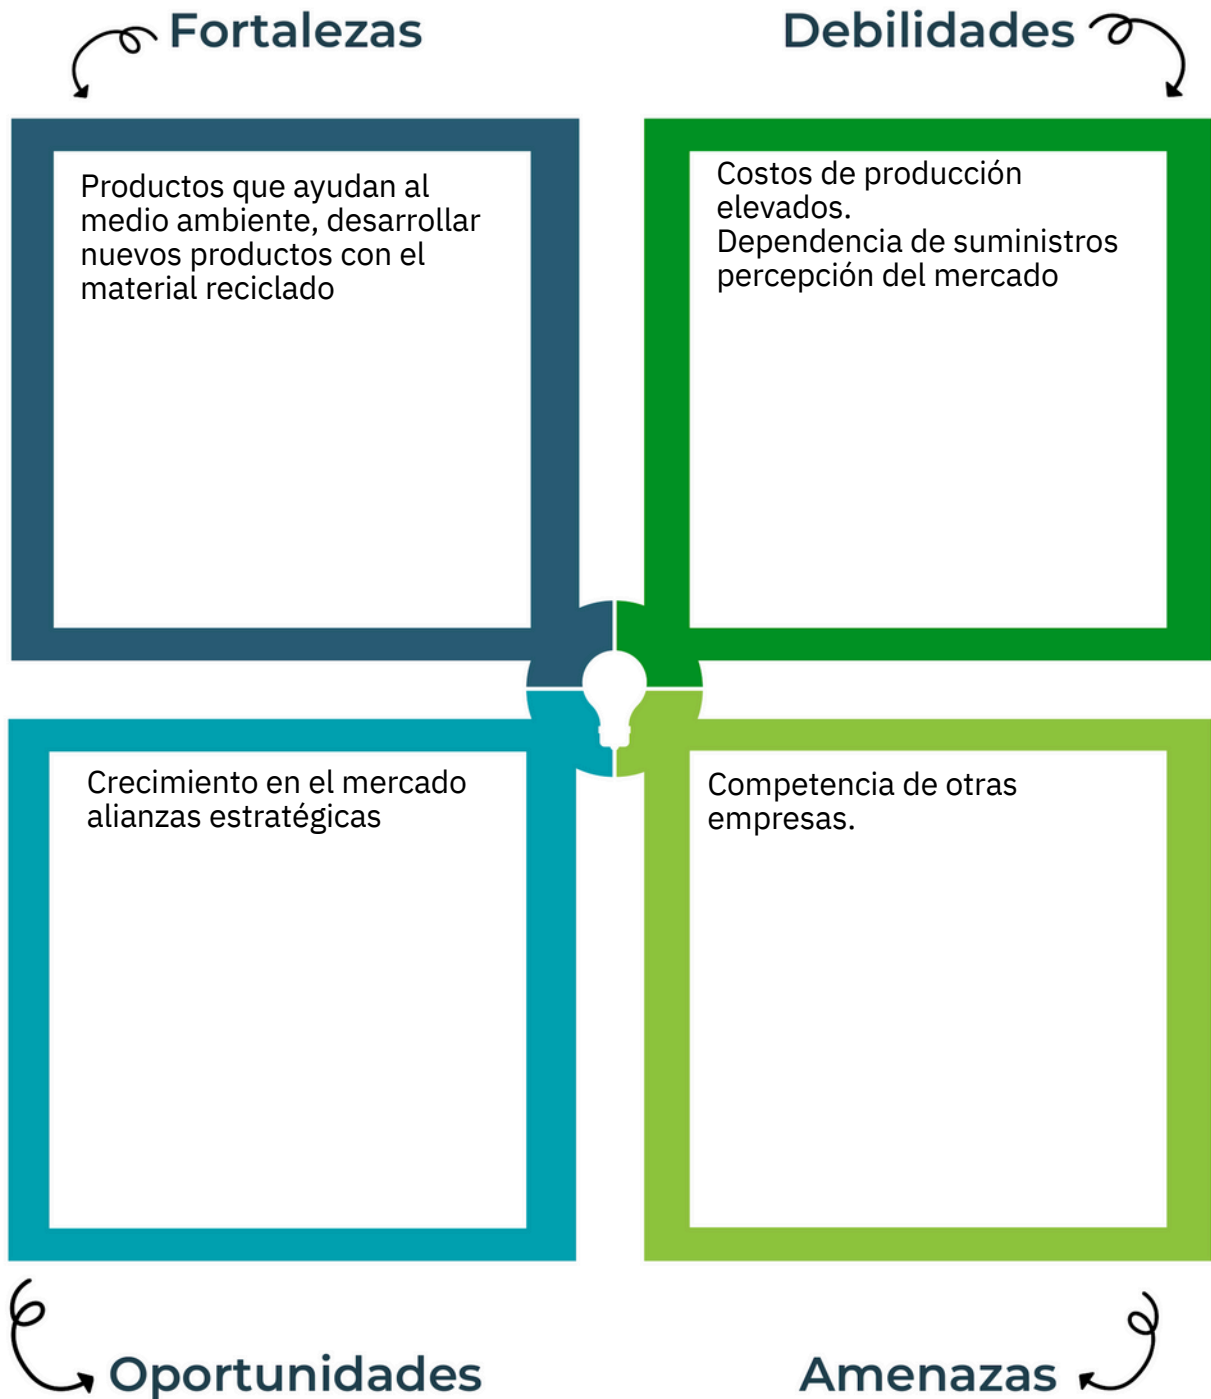 Fortalezas
Productos que ayudan al
medio ambiente, desarrollar
nuevos productos con el
material reciclado
Debilidades
Costos de producción
elevados.
Dependencia de suministros
percepción del mercado
Crecimiento en el mercado
alianzas estratégicas
Oportunidades
Competencia de otras
empresas.
Amenazas